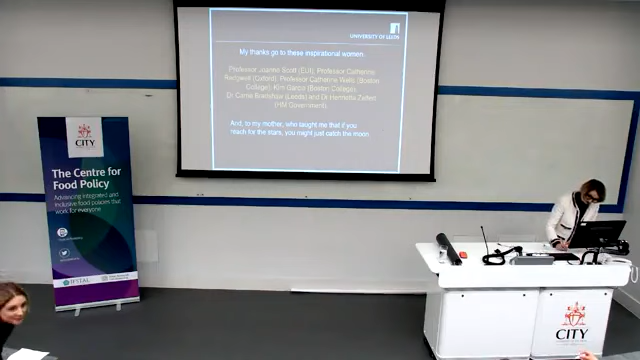 UNIVERSITY OF LEEDS
My thanks go to these inspirational women.
Professor Joanne Scott (EUI), Professor Catherine
Redgwell (Oxford), Professor Catherine Wells (Boston
College), Kim Garcia (Boston College),
Dr Carrie Bradshaw (Leeds) and Dr Henrietta Zeffert
(HM Government).
And, to my mother, who taught me that if you
reach for the stars, you might just catch the moon.
CITY
The Centre for
Food Policy
Advancing integrated and
inclusive food policies that
work for everyone
CITY